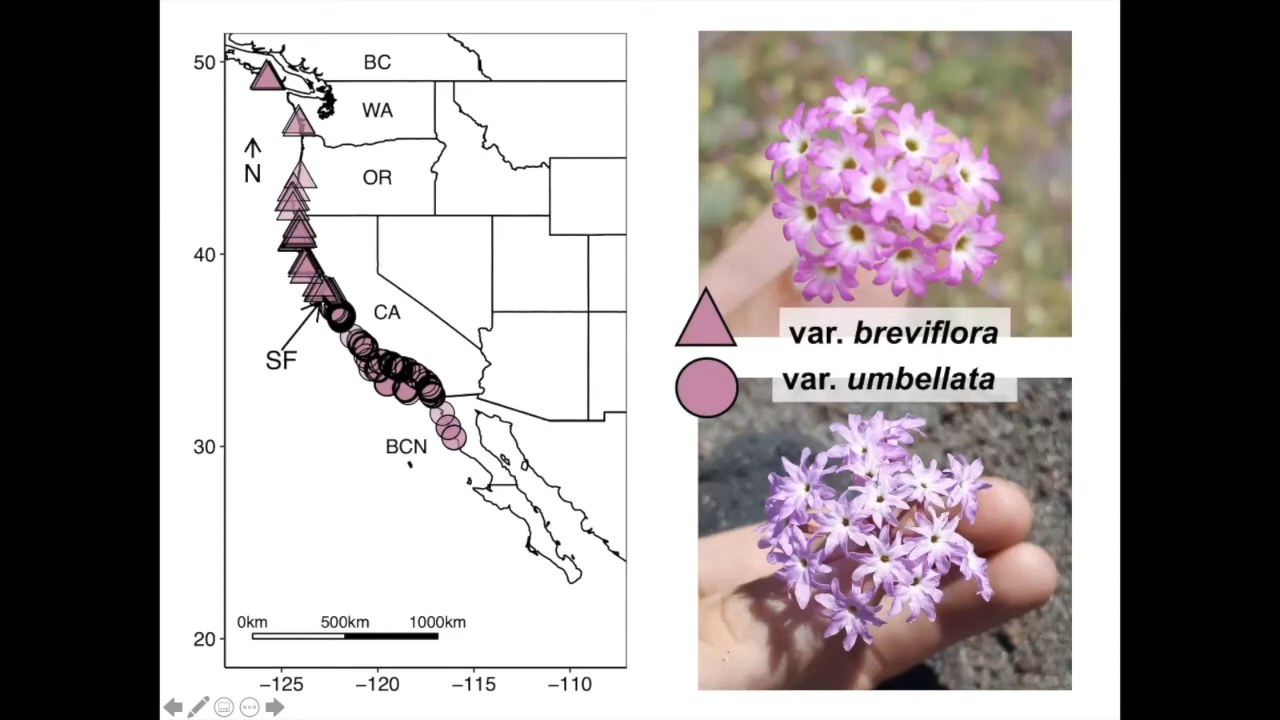 50
BC
WA
N
OR
40
CA
SF
30
BCN
0km 500km 1000km
20
−125 −120 −115 −110
var. breviflora
var. umbellata